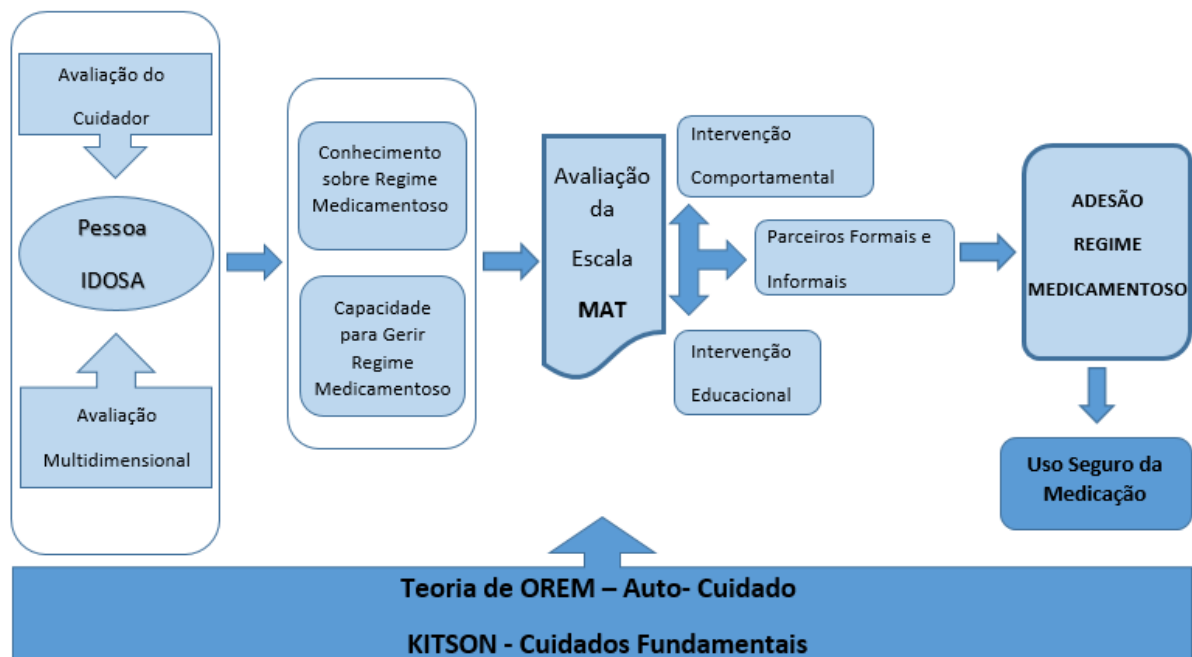 Avaliação do
Cuidador
Pessoa
IDOSA
Avaliação
Multidimensional
Conhecimento
sobre Regime
Medicamentoso
Capacidade
para Gerir
Regime
Medicamentoso
Avaliação
da
Escala
MAT
Intervenção
Comportamental
Parceiros Formais e
Informais
Intervenção
Educacional
ADESÃO
REGIME
MEDICAMENTOSO
Uso Seguro da
Medicação
Teoria de OREM – Auto- Cuidado
KITSON - Cuidados Fundamentais